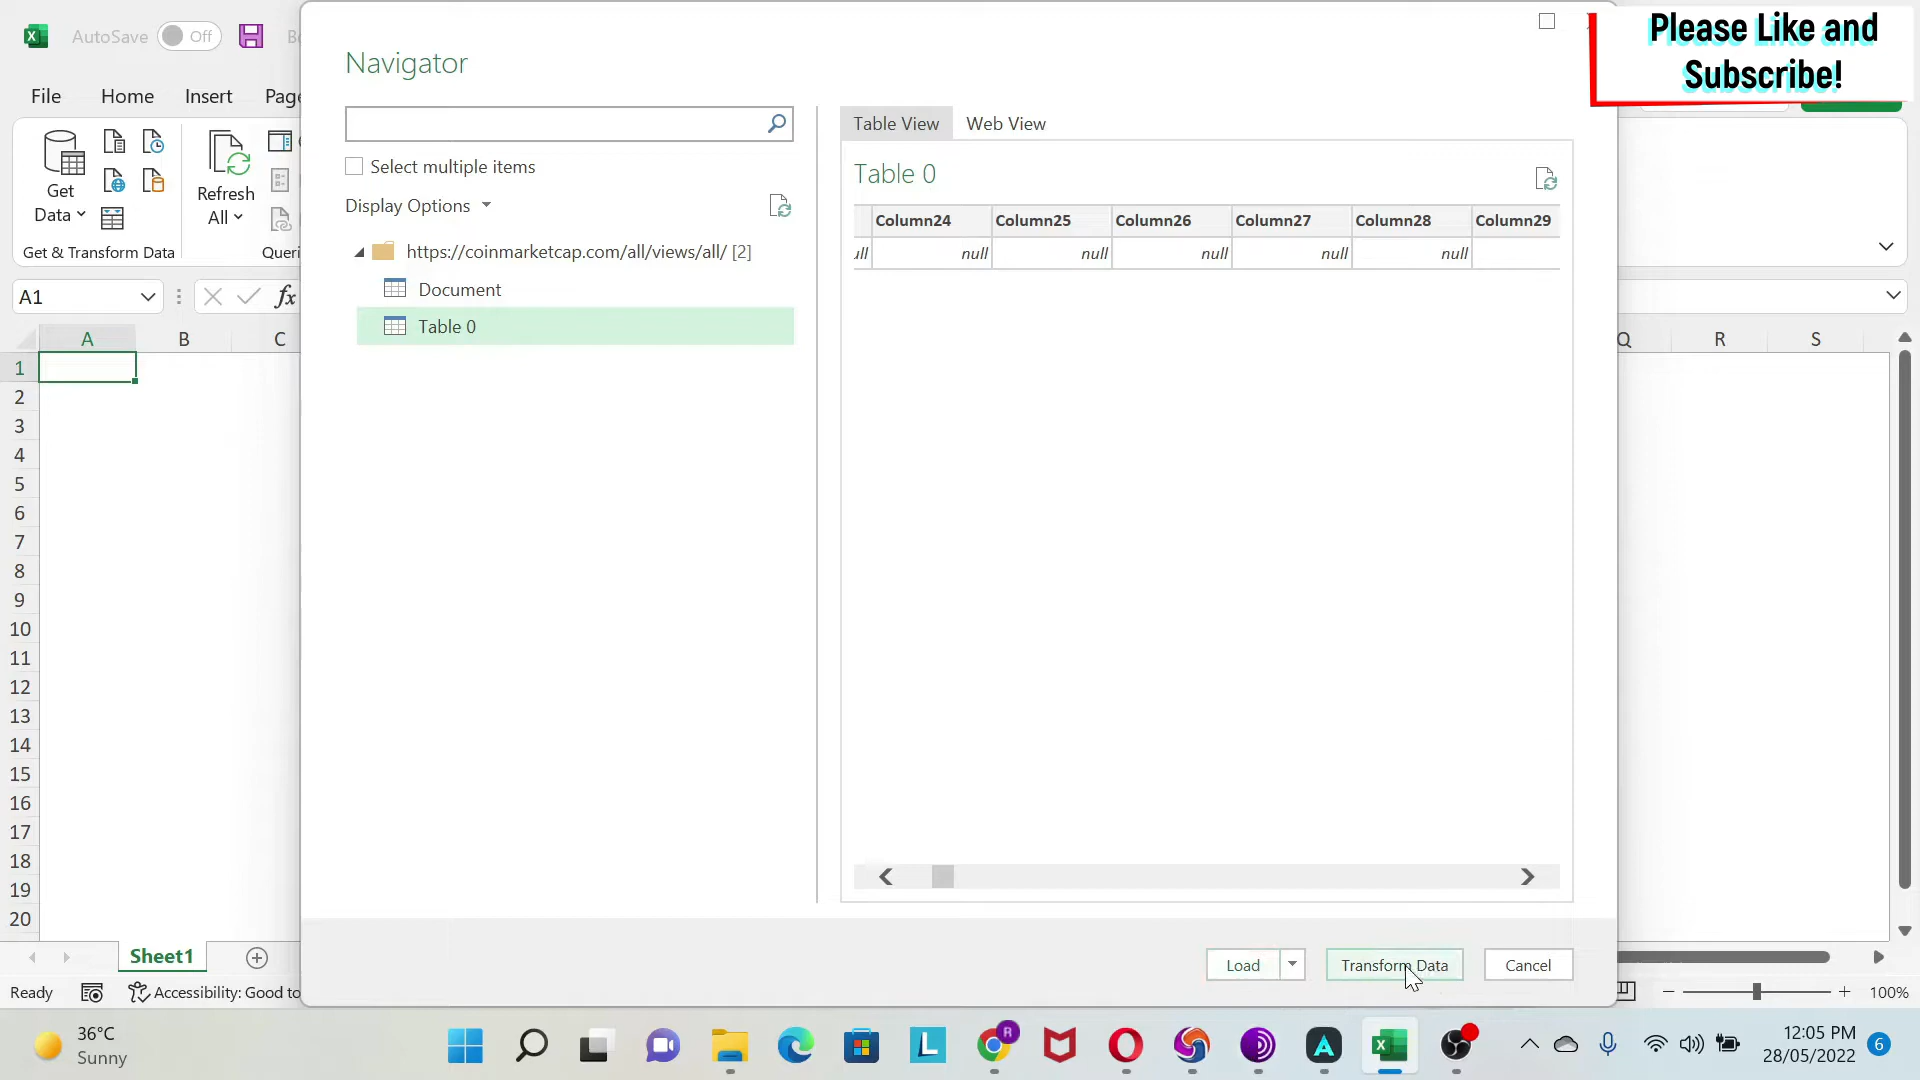 AutoSave Off
Please Like and
Subscribe!
File Home Insert
Get
Data
Refresh
All
Get & Transform Data
A1
fx
Navigator
Select multiple items
Display Options
https://coinmarketcap.com/all/views/all/ [2]
Document
Table 0
Table View Web View
Table 0
Column24 Column25 Column26 Column27 Column28 Column29
null null null null null
Load Transform Data Cancel
A B C Q R S
1
2
3
4
5
6
7
8
9
10
11
12
13
14
15
16
17
18
19
20
Sheet1
Ready Accessibility: Good to 100%
36°C
Sunny
L
R
A
12:05 PM
28/05/2022
6